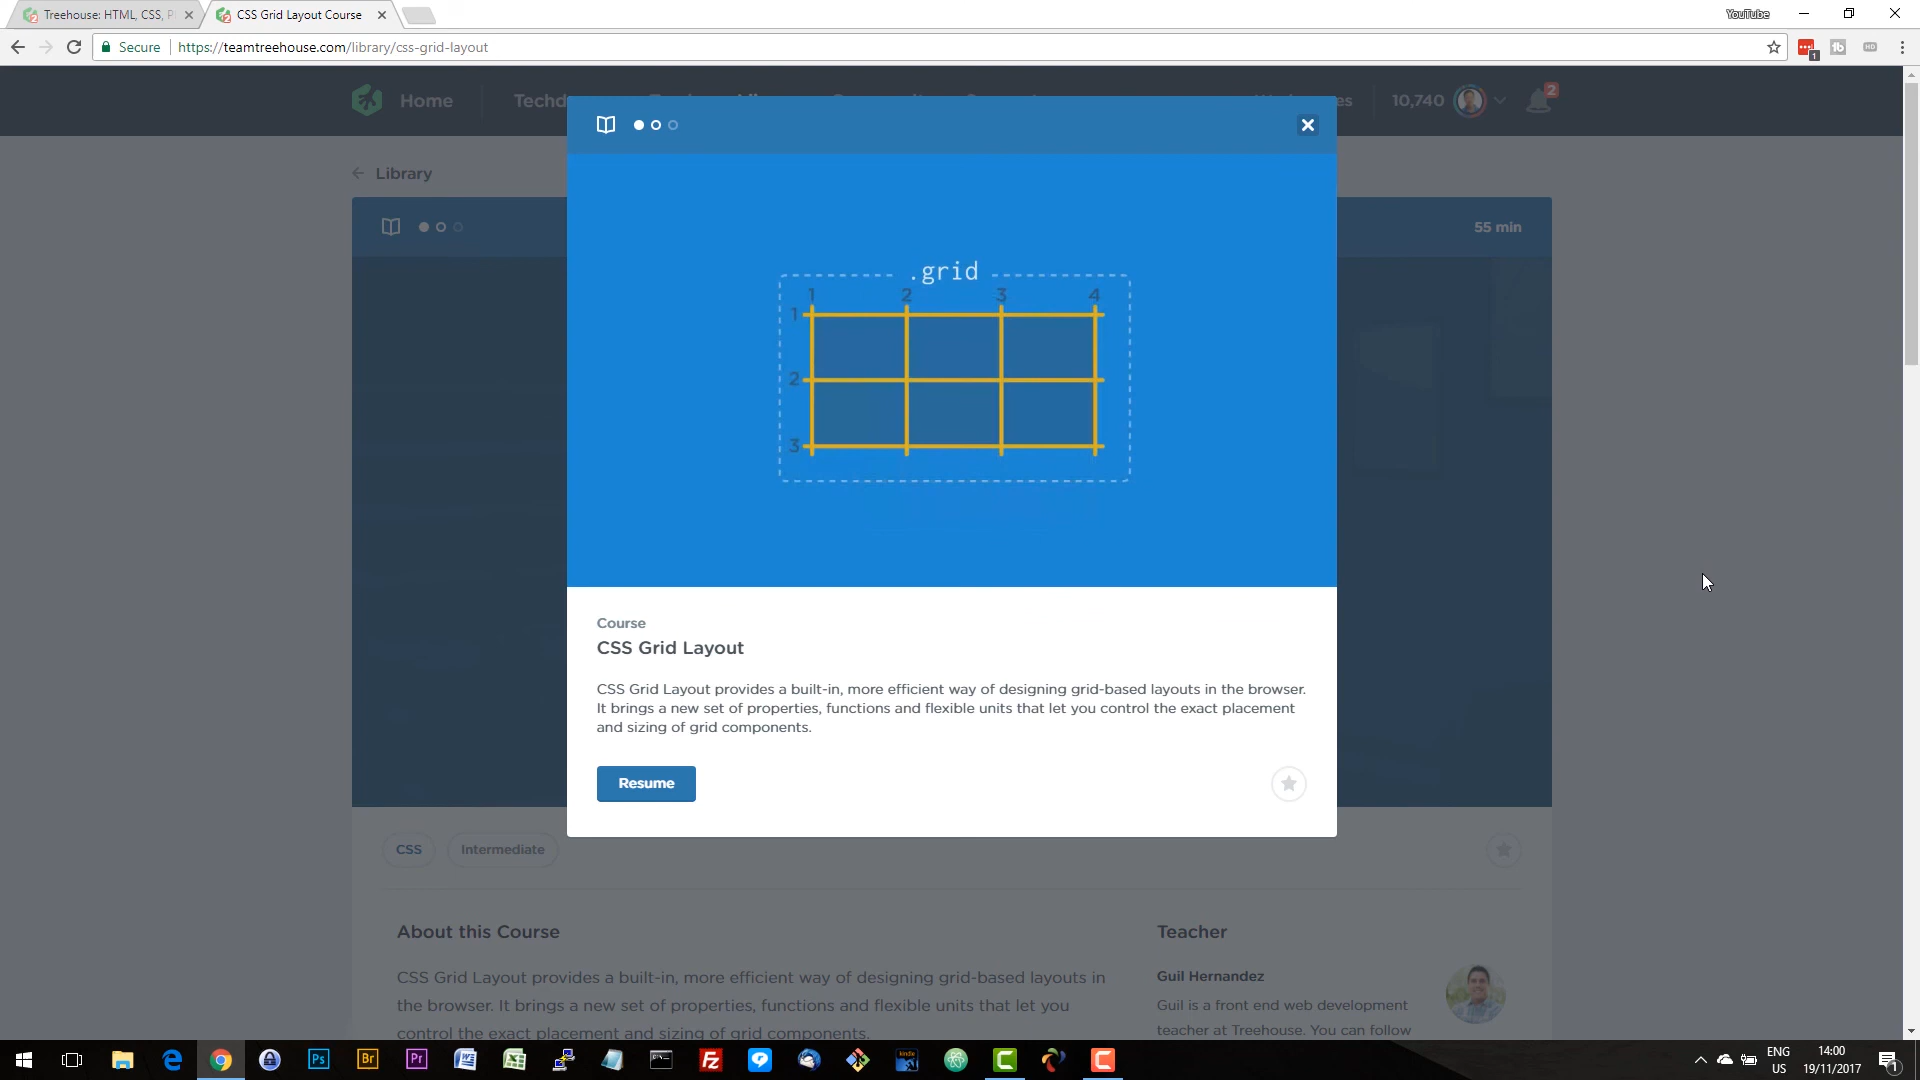 Treehouse: HTML, CSS, P
CSS Grid Layout Course
YouTube
Secure
https://teamtreehouse.com/library/css-grid-layout
1
Home
10,740
2
Library
55 min
.grid
1 2 3 4
1
2
3
Course
CSS Grid Layout
CSS Grid Layout provides a built-in, more efficient way of designing grid-based layouts in the browser.
It brings a new set of properties, functions and flexible units that let you control the exact placement
and sizing of grid components.
Resume
CSS
Intermediate
About this Course
Teacher
CSS Grid Layout provides a built-in, more efficient way of designing grid-based layouts in
the browser. It brings a new set of properties, functions and flexible units that let you
control the exact placement and sizing of grid components.
Guil Hernandez
Guil is a front end web development
teacher at Treehouse. You can follow
Ps
Br
Pr
kindle
ENG
US
14:00
19/11/2017
1